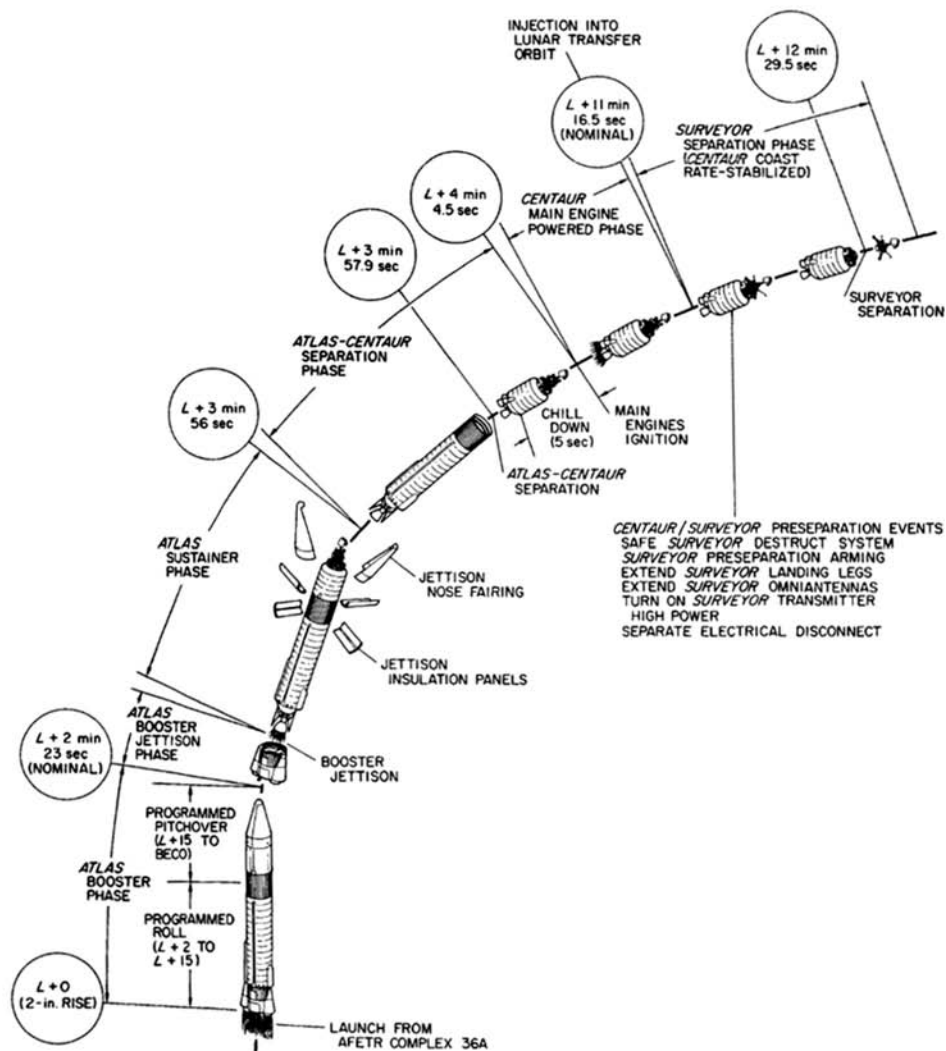 INJECTION INTO
LUNAR TRANSFER
ORBIT
L + 12 min
29.5 sec
L + 11 min
16.5 sec
(NOMINAL)
SURVEYOR
SEPARATION PHASE
(CENTAUR COAST
RATE-STABILIZED)
L + 4 min
4.5 sec
CENTAUR
MAIN ENGINE
POWERED PHASE
L + 3 min
57.9 sec
SURVEYOR
SEPARATION
ATLAS-CENTAUR
SEPARATION
PHASE
L + 3 min
56 sec
CHILL
DOWN
(5 sec)
MAIN
ENGINES
IGNITION
ATLAS-CENTAUR
SEPARATION
ATLAS
SUSTAINER
PHASE
JETTISON
NOSE FAIRING
CENTAUR/SURVEYOR PRESEPARATION EVENTS
SAFE SURVEYOR DESTRUCT SYSTEM
SURVEYOR PRESEPARATION ARMING
EXTEND SURVEYOR LANDING LEGS
EXTEND SURVEYOR OMNIANTENNAS
TURN ON SURVEYOR TRANSMITTER
HIGH POWER
SEPARATE ELECTRICAL DISCONNECT
JETTISON
INSULATION PANELS
ATLAS
BOOSTER
JETTISON
PHASE
L + 2 min
23 sec
(NOMINAL)
BOOSTER
JETTISON
PROGRAMMED
PITCHOVER
(L+15 TO
BECO)
ATLAS
BOOSTER
PHASE
PROGRAMMED
ROLL
(L + 2 TO
L + 15)
L + 0
(2-in. RISE)
LAUNCH FROM
AFETR COMPLEX 36A